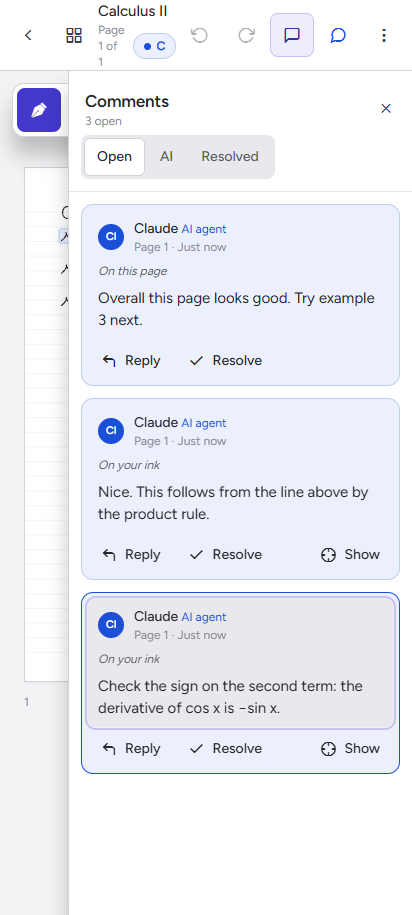 Calculus II
Page
1 of
1
C
Comments
3 open
Open AI Resolved
Cl
Claude AI agent
Page 1 · Just now
On this page
Overall this page looks good. Try example
3 next.
Reply Resolve
Cl
Claude AI agent
Page 1 · Just now
On your ink
Nice. This follows from the line above by
the product rule.
Reply Resolve Show
Cl
Claude AI agent
Page 1 · Just now
On your ink
Check the sign on the second term: the
derivative of cos x is −sin x.
Reply Resolve Show
1